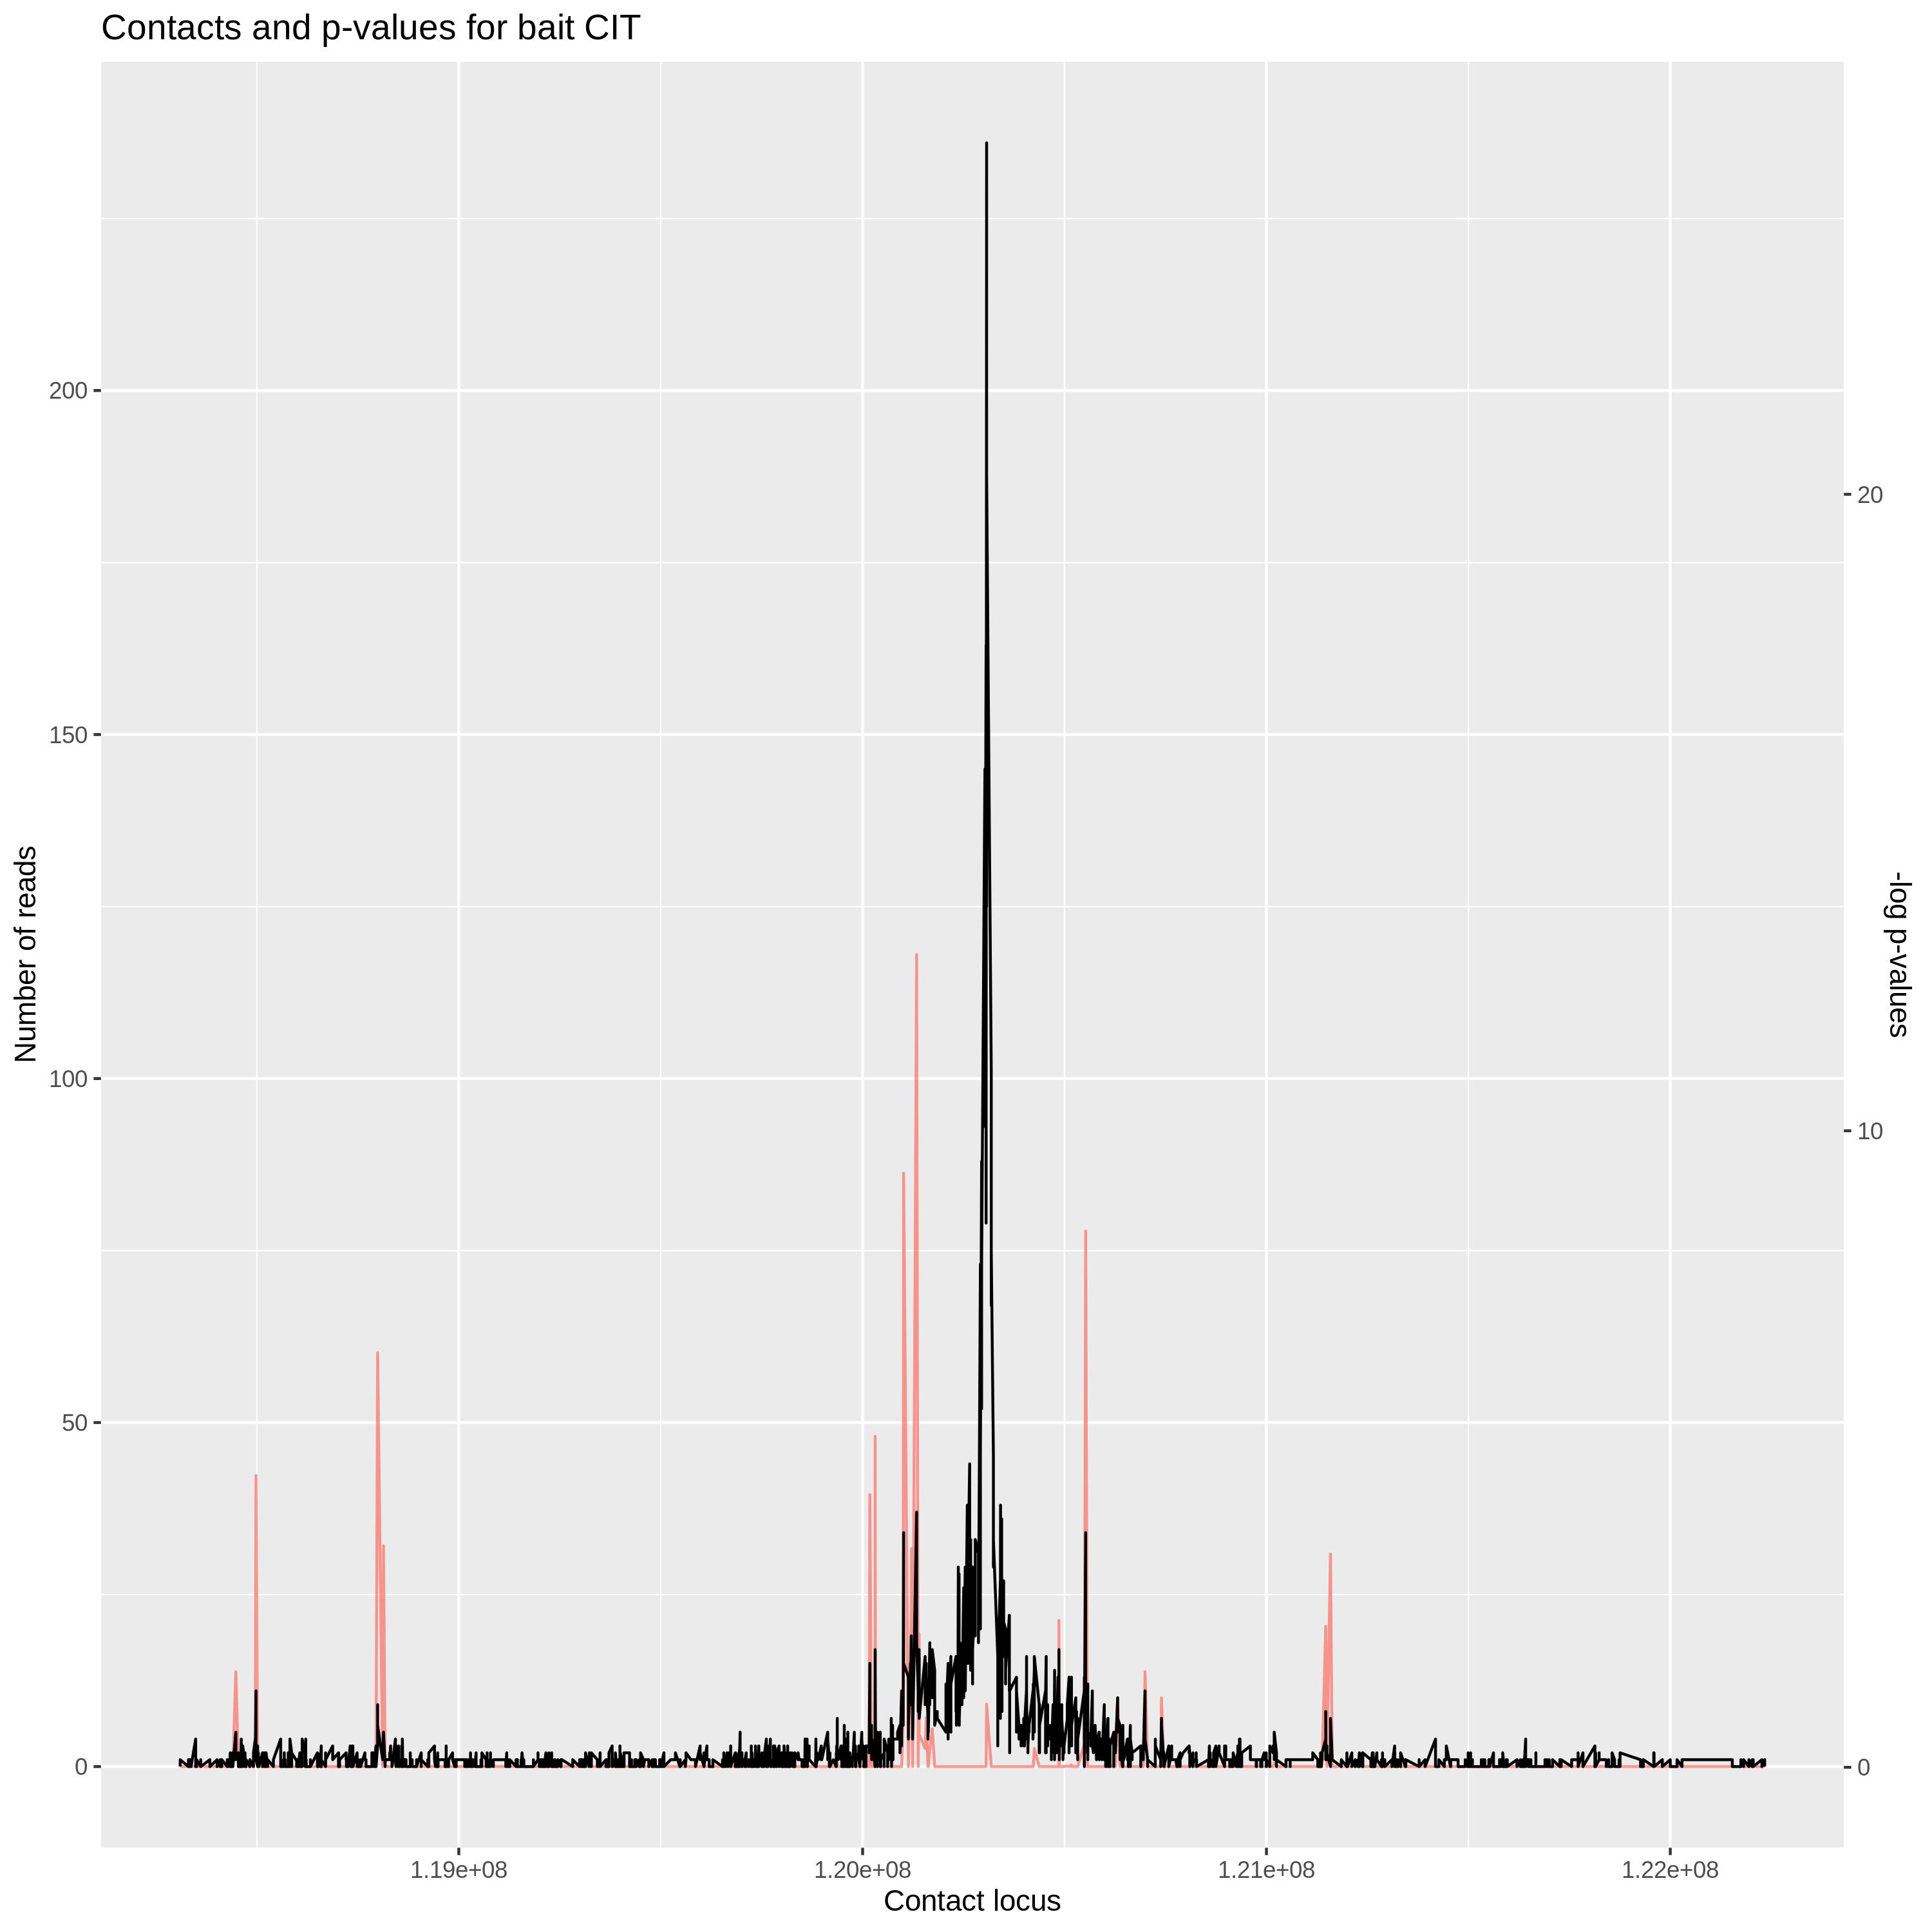 Contacts and p-values for bait CIT
Number of reads
200
150
100
50
0
20
10
0
-log p-values
1.19e+08
1.20e+08
1.21e+08
1.22e+08
Contact locus